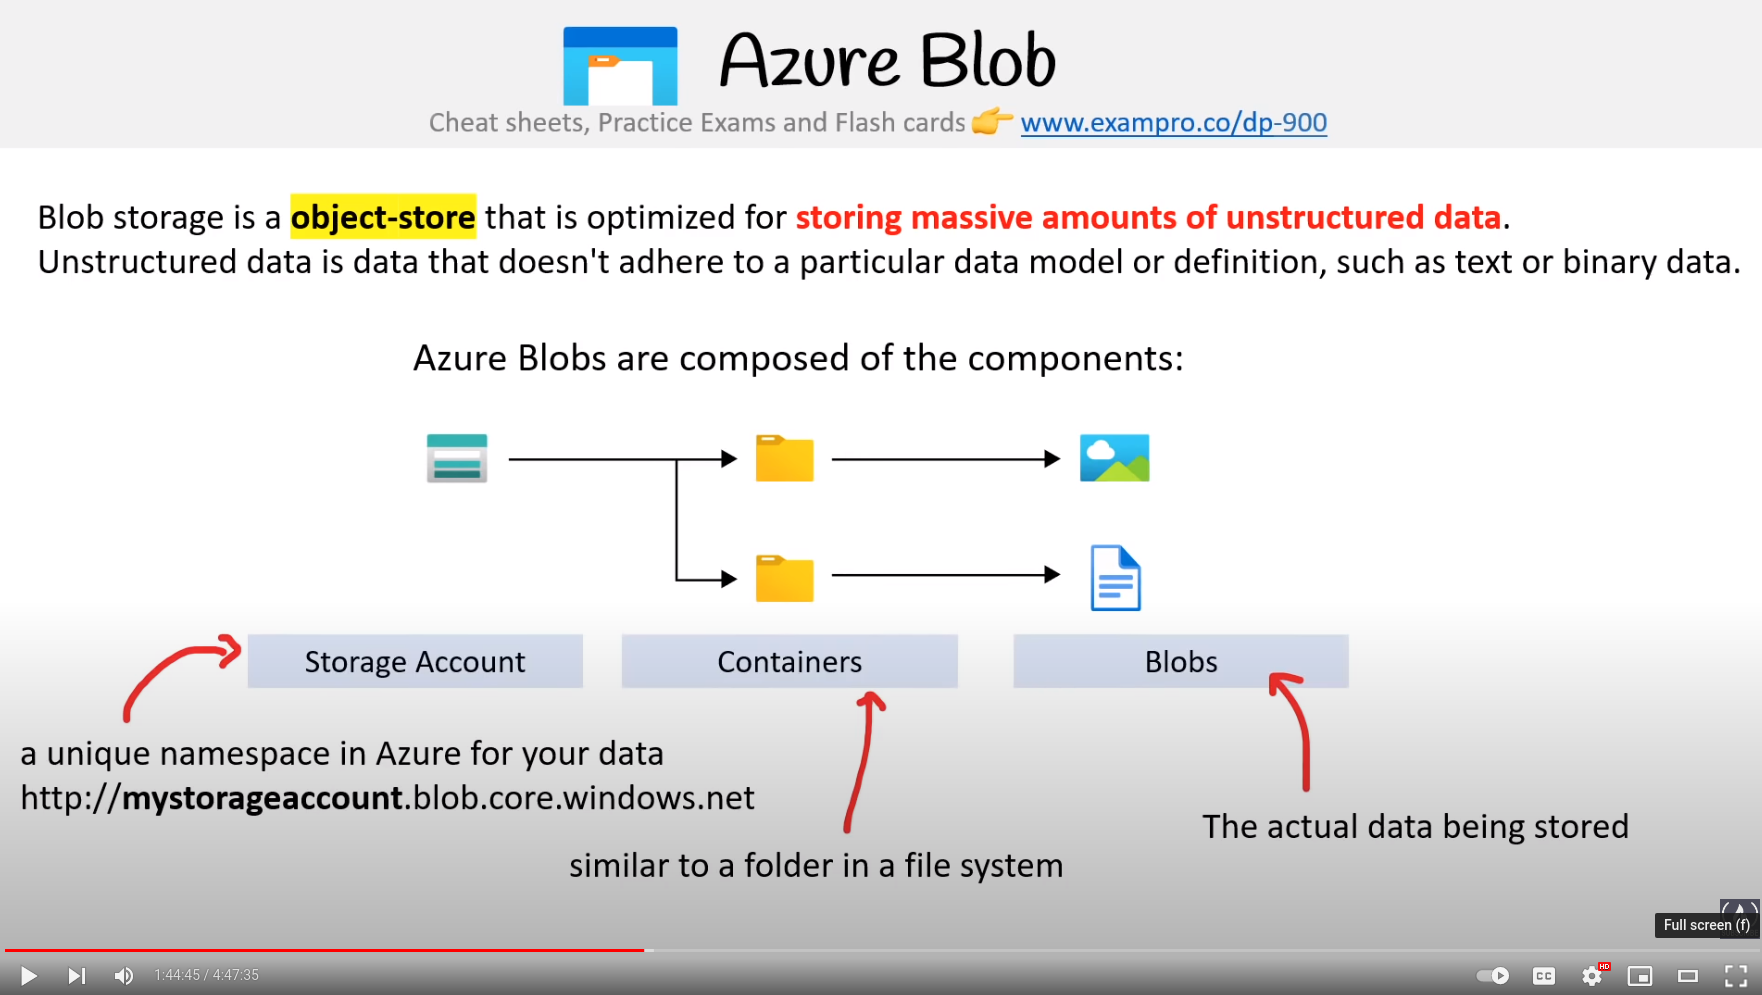 Azure Blob
Cheat sheets, Practice Exams and Flash cards 👉 www.exampro.co/dp-900
Blob storage is a object-store that is optimized for storing massive amounts of unstructured data.
Unstructured data is data that doesn't adhere to a particular data model or definition, such as text or binary data.
Azure Blobs are composed of the components:
Storage Account
Containers
Blobs
a unique namespace in Azure for your data
http://mystorageaccount.blob.core.windows.net
similar to a folder in a file system
The actual data being stored
Full screen (f)
1:44:45 / 4:47:35
CC
HD